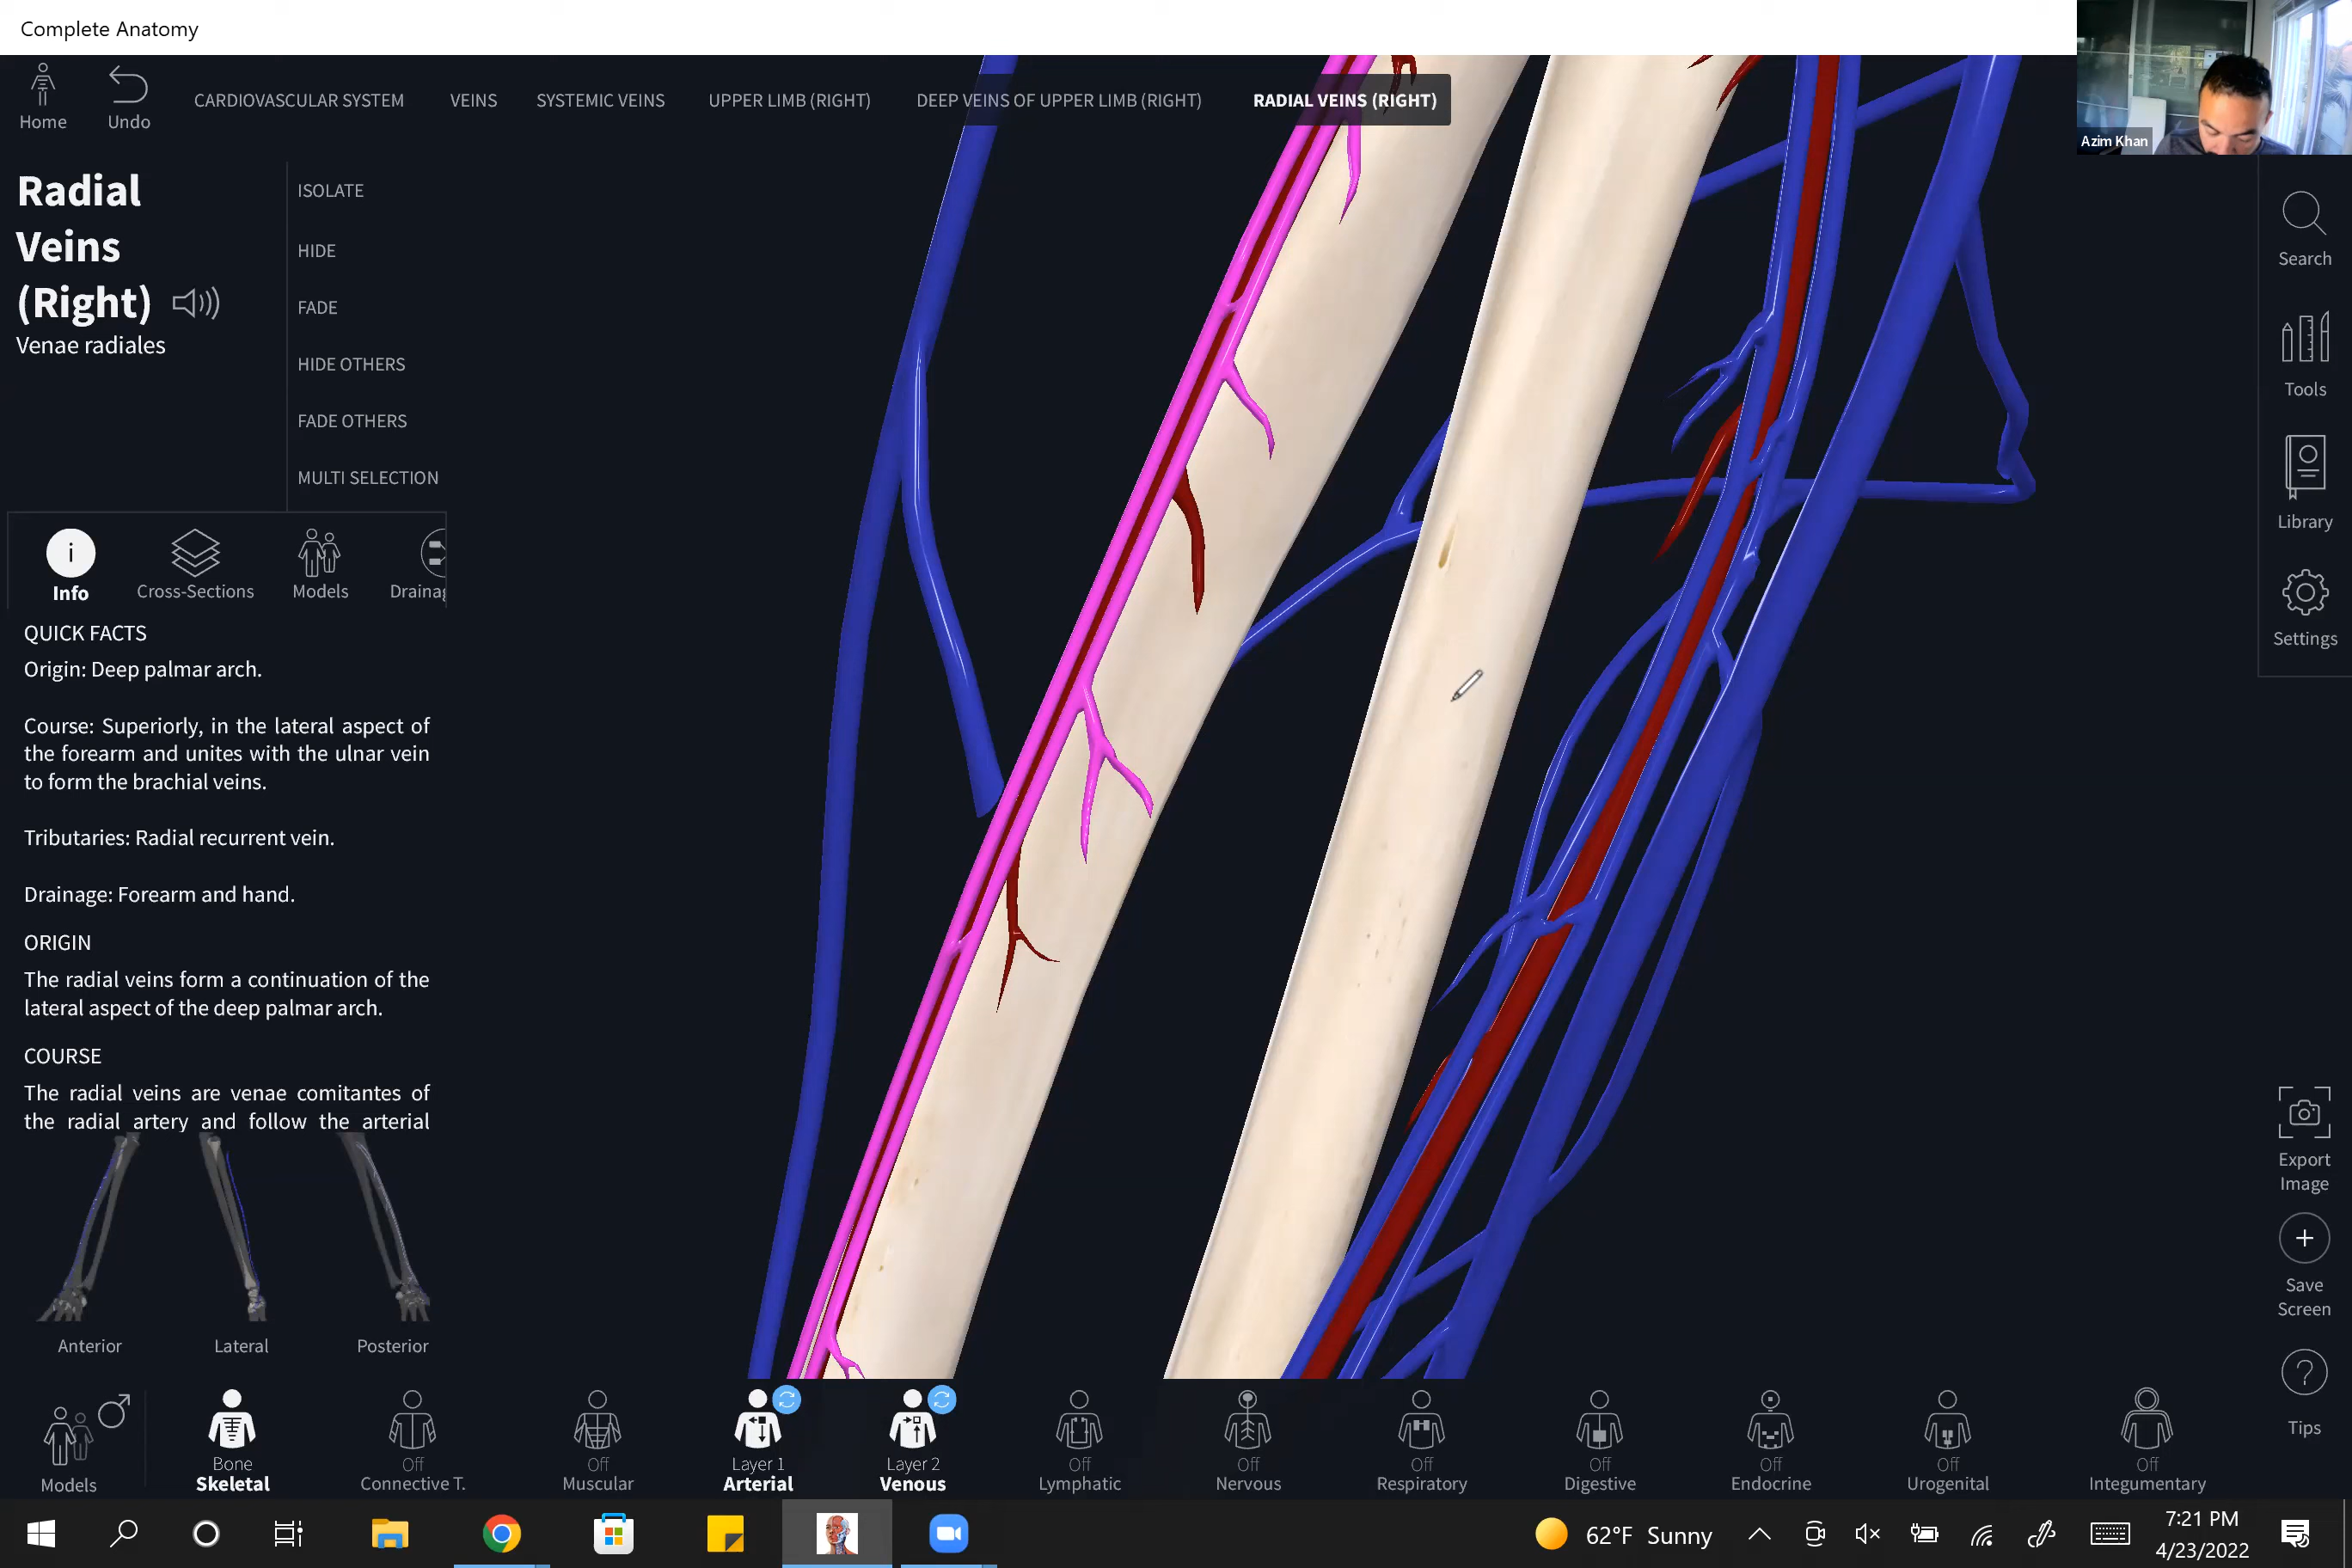 Complete Anatomy
Azim Khan
Home
Undo
CARDIOVASCULAR SYSTEM
VEINS
SYSTEMIC VEINS
UPPER LIMB (RIGHT)
DEEP VEINS OF UPPER LIMB (RIGHT)
RADIAL VEINS (RIGHT)
Radial
Veins
(Right)
Venae radiales
ISOLATE
HIDE
FADE
HIDE OTHERS
FADE OTHERS
MULTI SELECTION
Info
Cross-Sections
Models
Drainag
QUICK FACTS
Origin: Deep palmar arch.
Course: Superiorly, in the lateral aspect of
the forearm and unites with the ulnar vein
to form the brachial veins.
Tributaries: Radial recurrent vein.
Drainage: Forearm and hand.
ORIGIN
The radial veins form a continuation of the
lateral aspect of the deep palmar arch.
COURSE
The radial veins are venae comitantes of
the radial artery and follow the arterial
Anterior
Lateral
Posterior
Search
Tools
Library
Settings
Export
Image
Save
Screen
Tips
Models
Bone
Skeletal
Off
Connective T.
Off
Muscular
Layer 1
Arterial
Layer 2
Venous
Off
Lymphatic
Off
Nervous
Off
Respiratory
Off
Digestive
Off
Endocrine
Off
Urogenital
Off
Integumentary
62°F Sunny
7:21 PM
4/23/2022